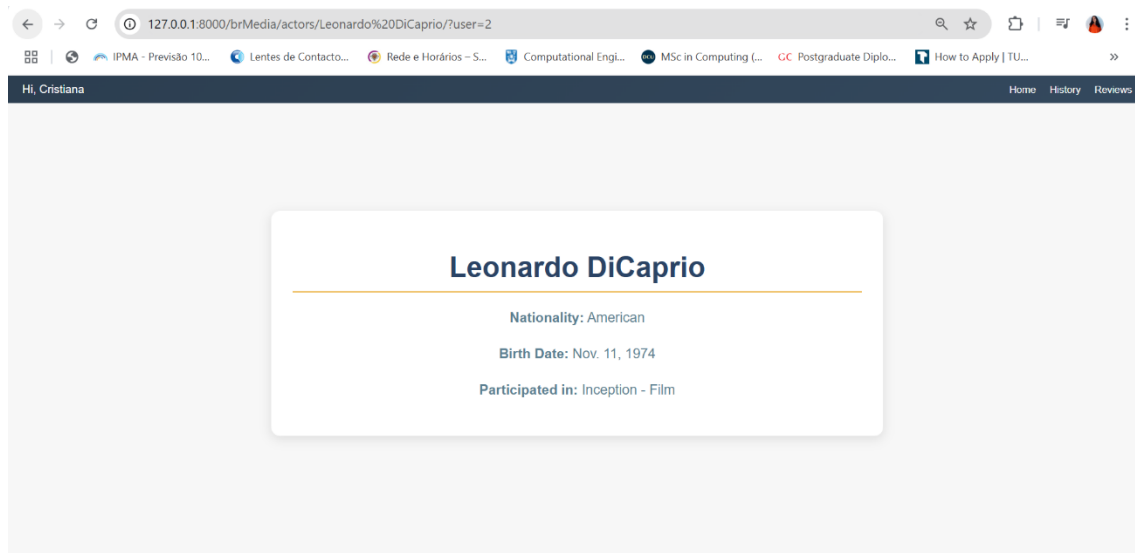 127.0.0.1:8000/brMedia/actors/Leonardo%20DiCaprio/?user=2
IPMA - Previsão 10... Lentes de Contacto... Rede e Horários – S... Computational Engi... DCU MSc in Computing (... GC Postgraduate Diplo... How to Apply | TU...
Hi, Cristiana Home History Reviews
Leonardo DiCaprio
Nationality: American
Birth Date: Nov. 11, 1974
Participated in: Inception - Film